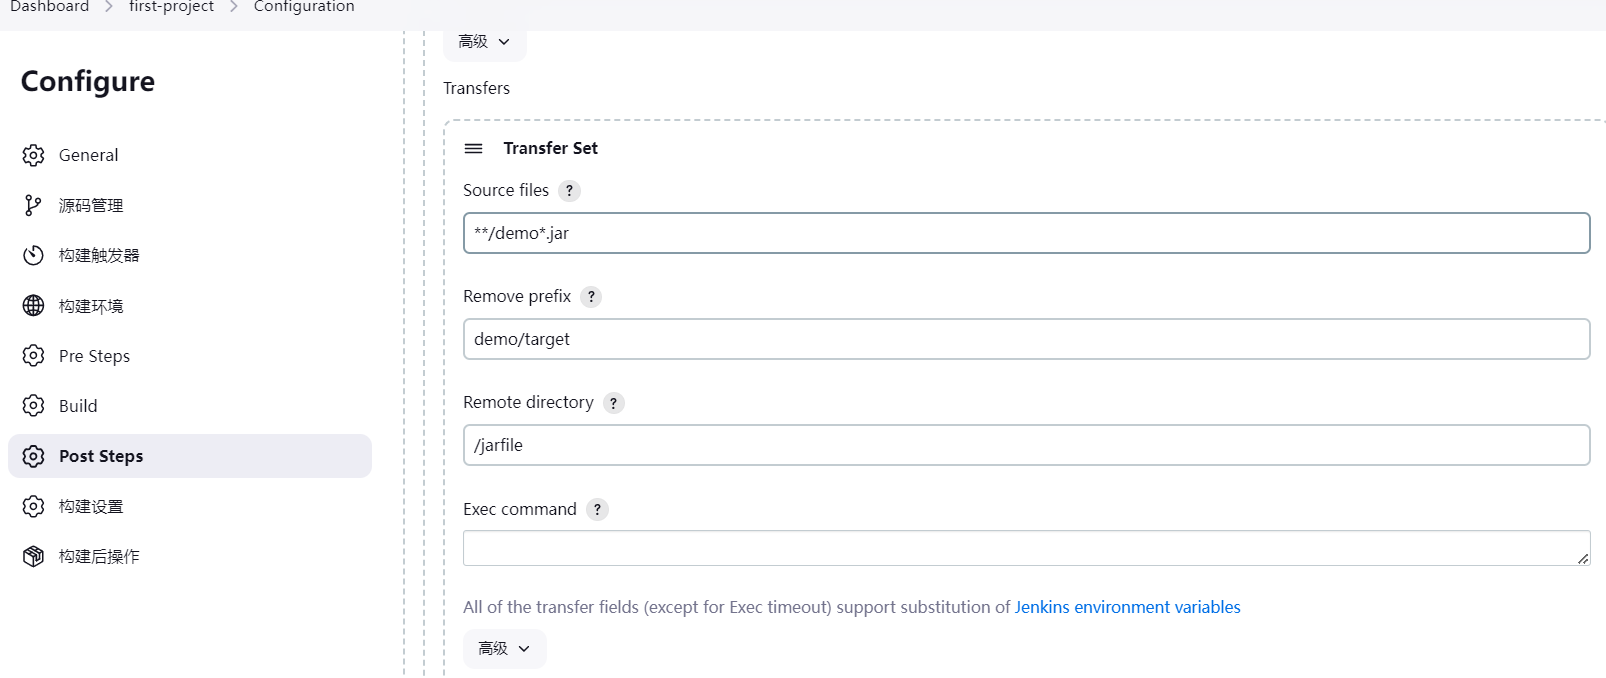 Dashboard > first-project > Configuration
Configure
General
源码管理
构建触发器
构建环境
Pre Steps
Build
Post Steps
构建设置
构建后操作
高级
Transfers
Transfer Set
Source files ?
**/demo*.jar
Remove prefix ?
demo/target
Remote directory ?
/jarfile
Exec command ?
All of the transfer fields (except for Exec timeout) support substitution of Jenkins environment variables
高级